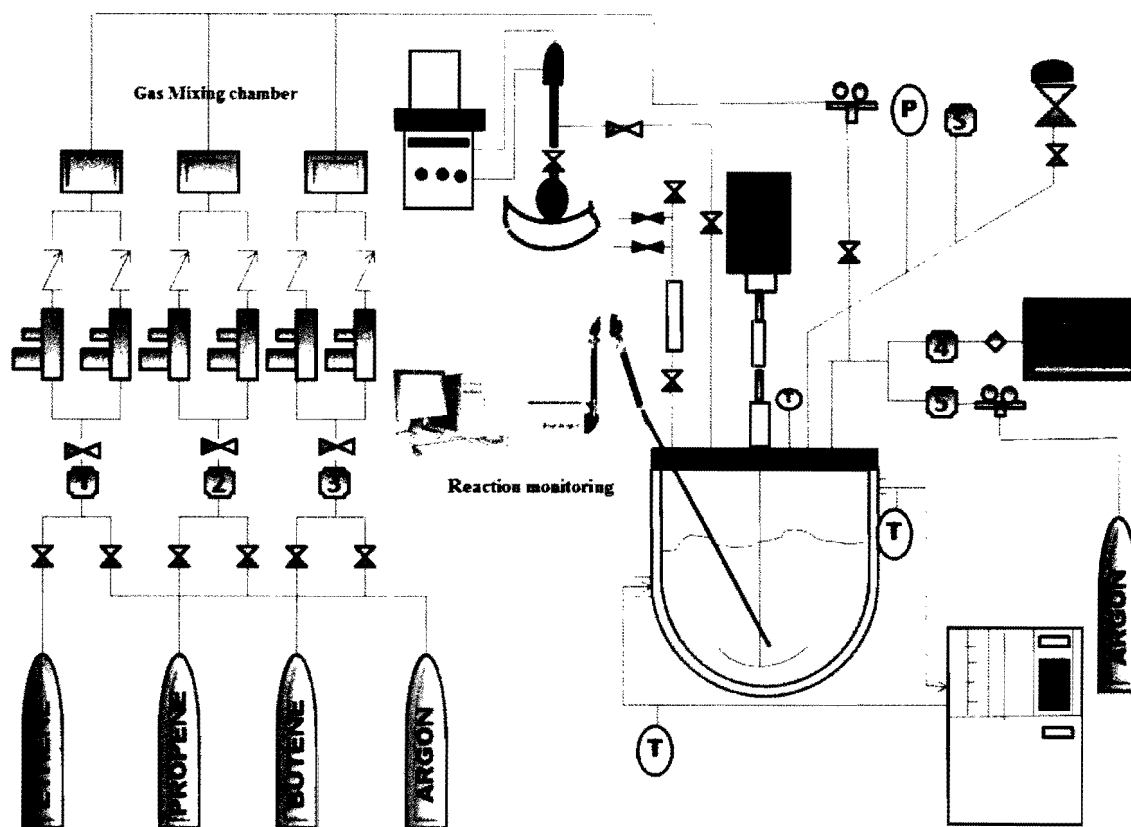 Gas Mixing chamber
P
5
4
5
T
1
2
3
Reaction monitoring
T
T
PROPENE
BUTENE
ARGON
ARGON